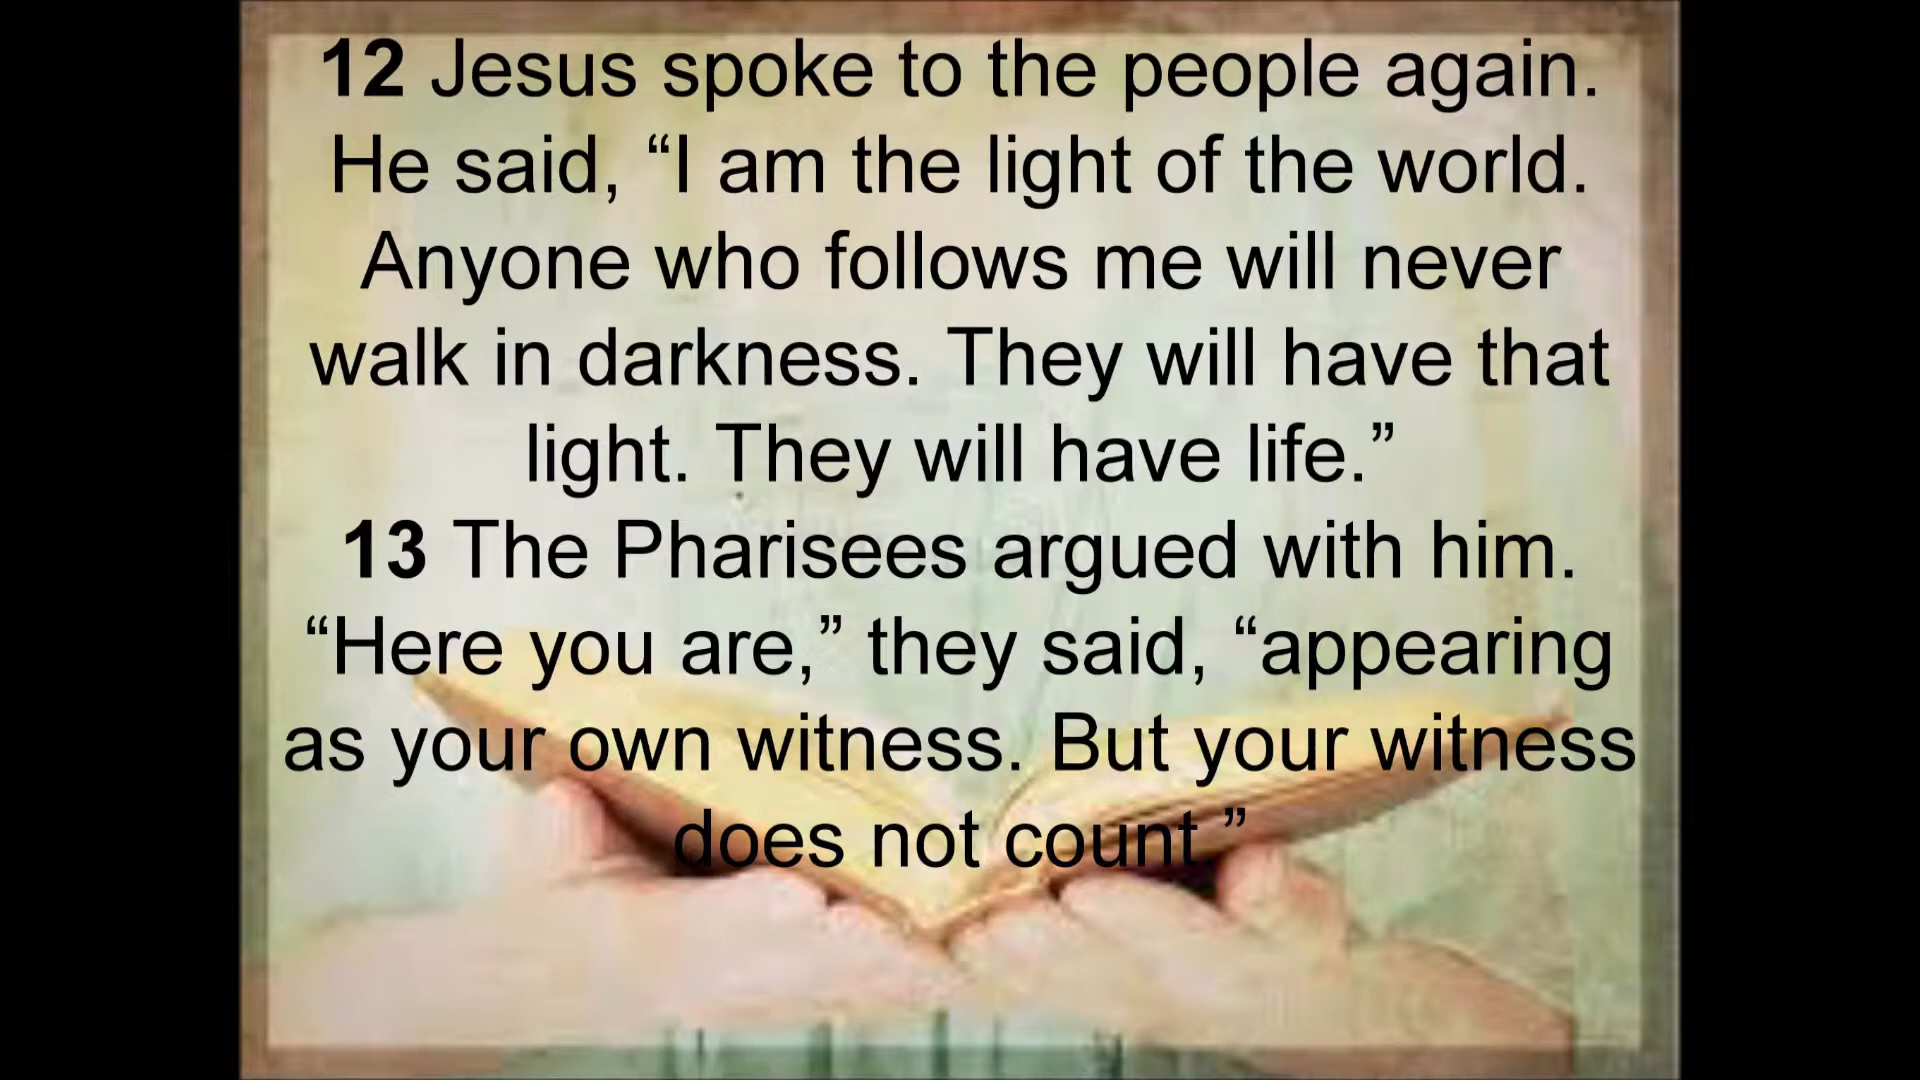 12 Jesus spoke to the people again.
He said, “I am the light of the world.
Anyone who follows me will never
walk in darkness. They will have that
light. They will have life.”
13 The Pharisees argued with him.
“Here you are,” they said, “appearing
as your own witness. But your witness
does not count.”